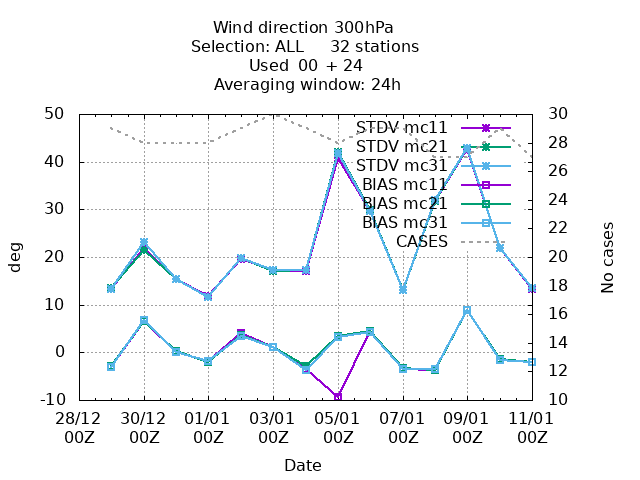 Wind direction 300hPa
Selection: ALL 32 stations
Used 00 + 24
Averaging window: 24h
50
40
30
20
10
0
-10
deg
30
28
26
24
22
20
18
16
14
12
10
No cases
STDV mc11
STDV mc21
STDV mc31
BIAS mc11
BIAS mc21
BIAS mc31
CASES
28/12 30/12 01/01 03/01 05/01 07/01 09/01 11/01
00Z 00Z 00Z 00Z 00Z 00Z 00Z 00Z
Date